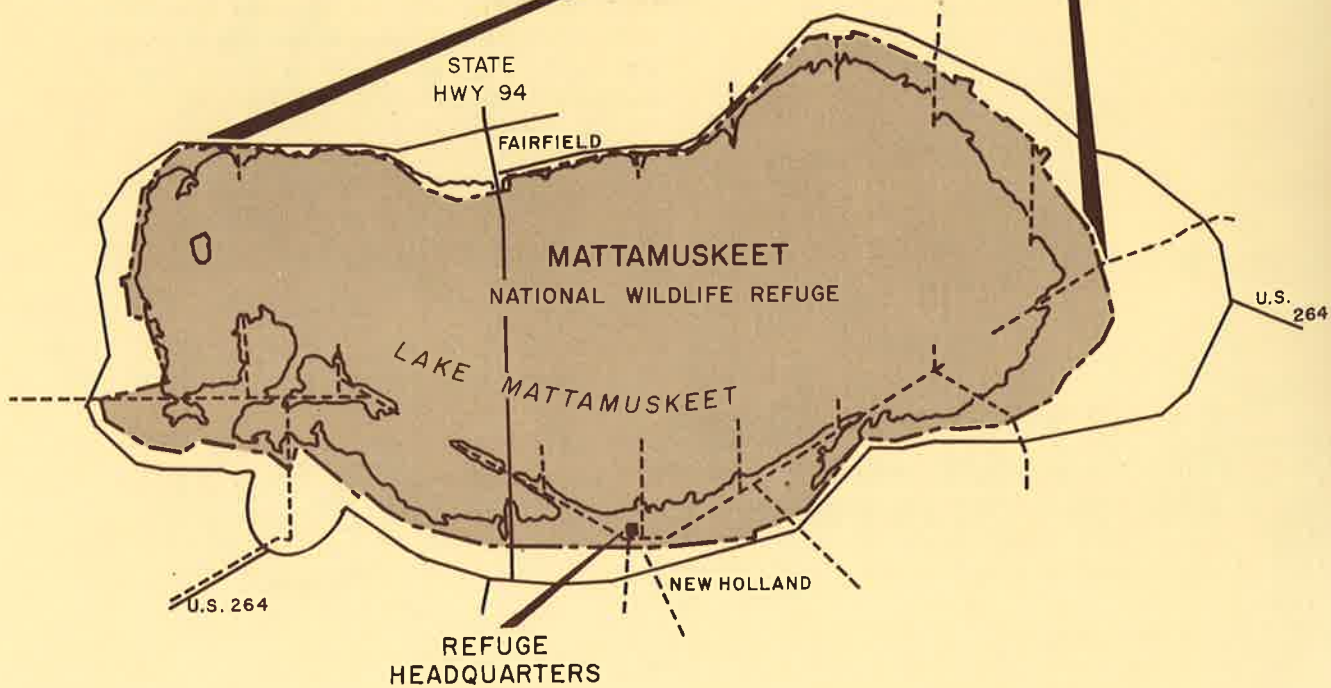 STATE
HWY 94
FAIRFIELD
MATTAMUSKEET
NATIONAL WILDLIFE REFUGE
U.S.
264
LAKE MATTAMUSKEET
NEW HOLLAND
U.S. 264
REFUGE
HEADQUARTERS